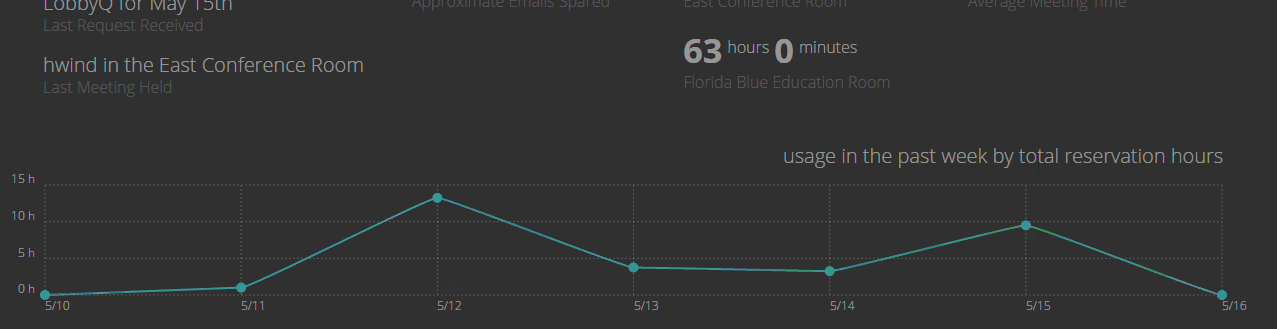 LobbyQ for May 15th
Last Request Received
Approximate Emails Spared
East Conference Room
Average Meeting Time
hwind in the East Conference Room
Last Meeting Held
63 hours 0 minutes
Florida Blue Education Room
usage in the past week by total reservation hours
15 h
10 h
5 h
0 h
5/10
5/11
5/12
5/13
5/14
5/15
5/16